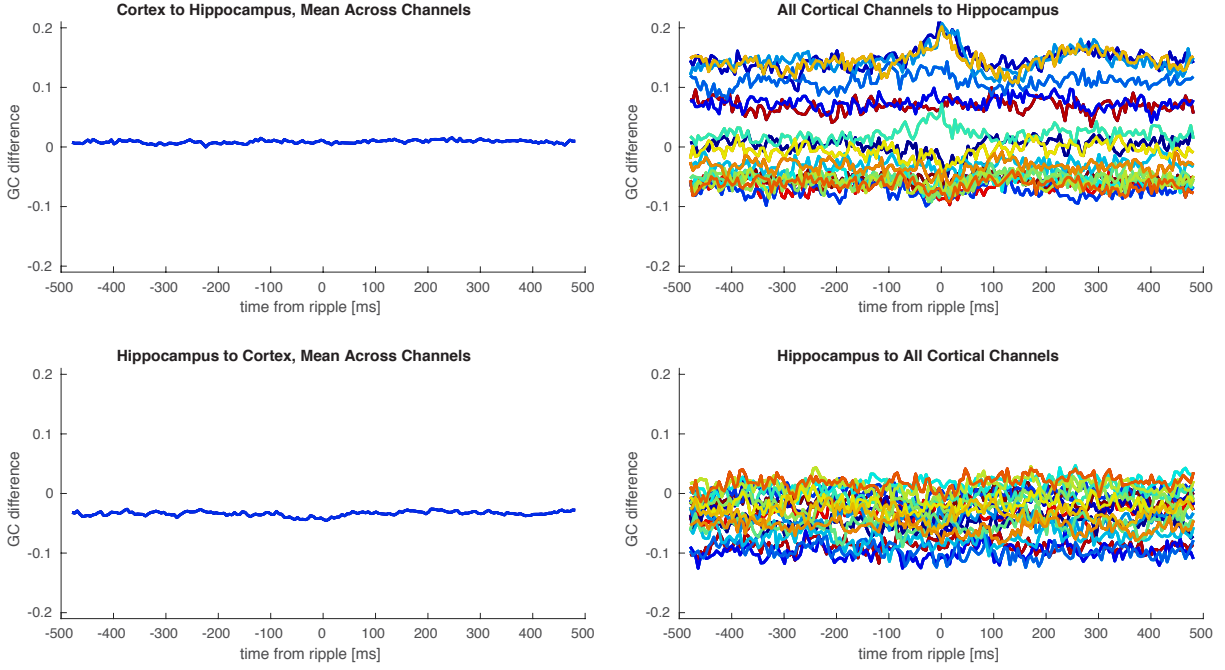 Cortex to Hippocampus, Mean Across Channels
GC difference
0.2
0.1
0
-0.1
-0.2
-500 -400 -300 -200 -100 0 100 200 300 400 500
time from ripple [ms]
All Cortical Channels to Hippocampus
GC difference
0.2
0.1
0
-0.1
-0.2
-500 -400 -300 -200 -100 0 100 200 300 400 500
time from ripple [ms]
Hippocampus to Cortex, Mean Across Channels
GC difference
0.2
0.1
0
-0.1
-0.2
-500 -400 -300 -200 -100 0 100 200 300 400 500
time from ripple [ms]
Hippocampus to All Cortical Channels
GC difference
0.2
0.1
0
-0.1
-0.2
-500 -400 -300 -200 -100 0 100 200 300 400 500
time from ripple [ms]